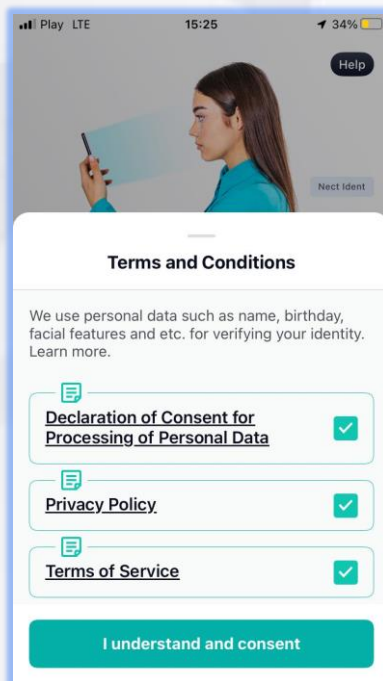 Play LTE 15:25 34%
Help
Nect Ident
Terms and Conditions
We use personal data such as name, birthday,
facial features and etc. for verifying your identity.
Learn more.
Declaration of Consent for
Processing of Personal Data
Privacy Policy
Terms of Service
I understand and consent